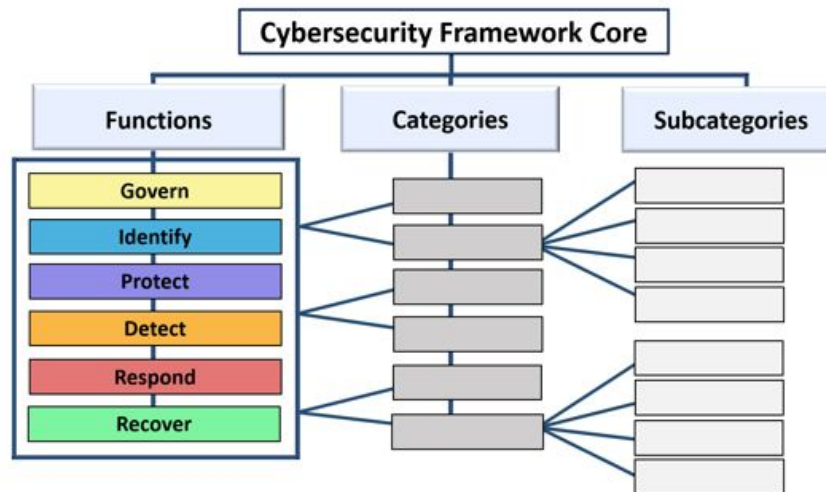 Cybersecurity Framework Core
Functions
Categories
Subcategories
Govern
Identify
Protect
Detect
Respond
Recover